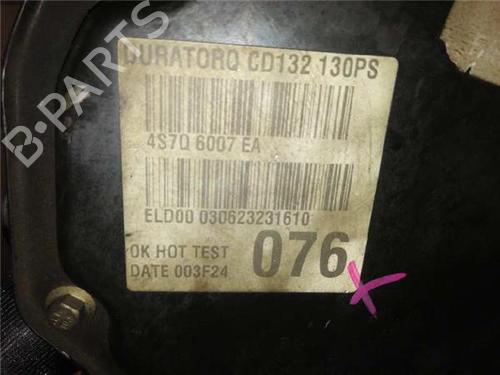 DURATORQ CD132 130PS
4S7Q 6007 EA
ELD00 030623231610
OK HOT TEST
DATE 003F24
076
B-PARTS